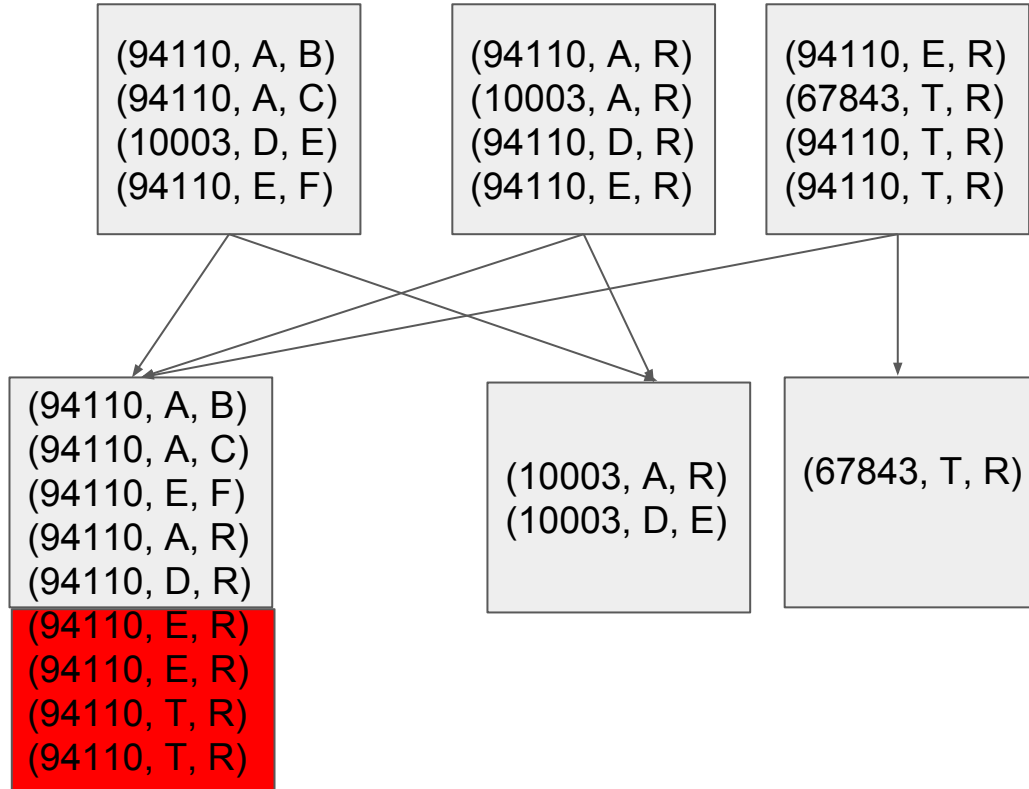 (94110, A, B)
(94110, A, C)
(10003, D, E)
(94110, E, F)
(94110, A, R)
(10003, A, R)
(94110, D, R)
(94110, E, R)
(94110, E, R)
(67843, T, R)
(94110, T, R)
(94110, T, R)
(94110, A, B)
(94110, A, C)
(94110, E, F)
(94110, A, R)
(94110, D, R)
(94110, E, R)
(94110, E, R)
(94110, T, R)
(94110, T, R)
(10003, A, R)
(10003, D, E)
(67843, T, R)